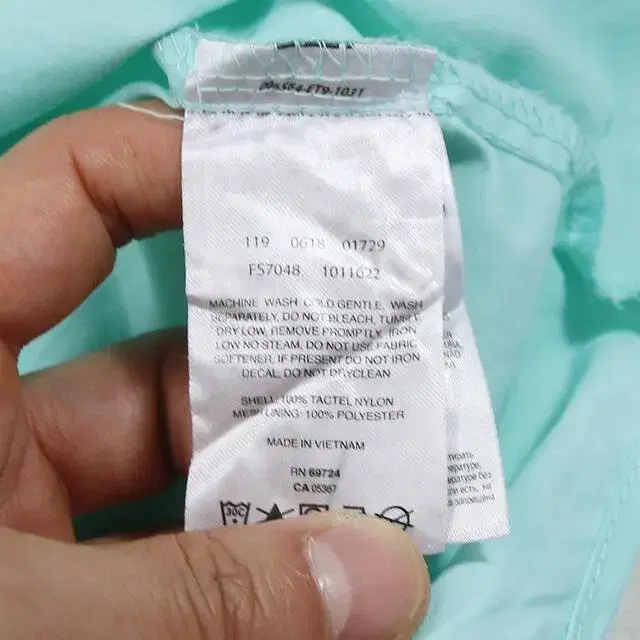 119 0618 01729
FS7048 1011622
MACHINE WASH COLD GENTLE, WASH
SEPARATELY, DO NOT BLEACH, TUMBLE
DRY LOW, REMOVE PROMPTLY, IRON
LOW NO STEAM, DO NOT USE FABRIC
SOFTENER, IF PRESENT DO NOT IRON
DECAL, DO NOT DRYCLEAN
SHELL: 100% TACTEL NYLON
MESH LINING: 100% POLYESTER
MADE IN VIETNAM
RN 69724
CA 05367
30C